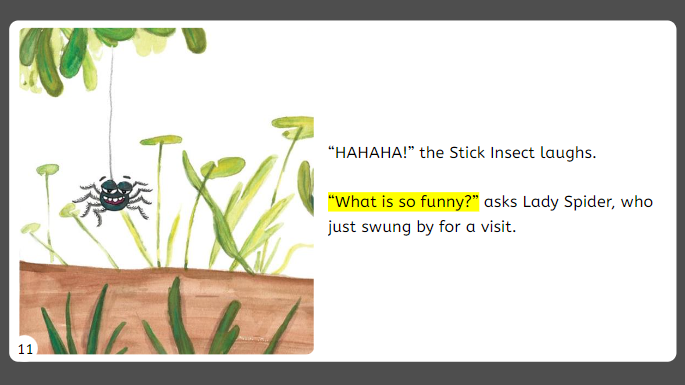 “HAHAHA!” the Stick Insect laughs.
“What is so funny?” asks Lady Spider, who
just swung by for a visit.
11